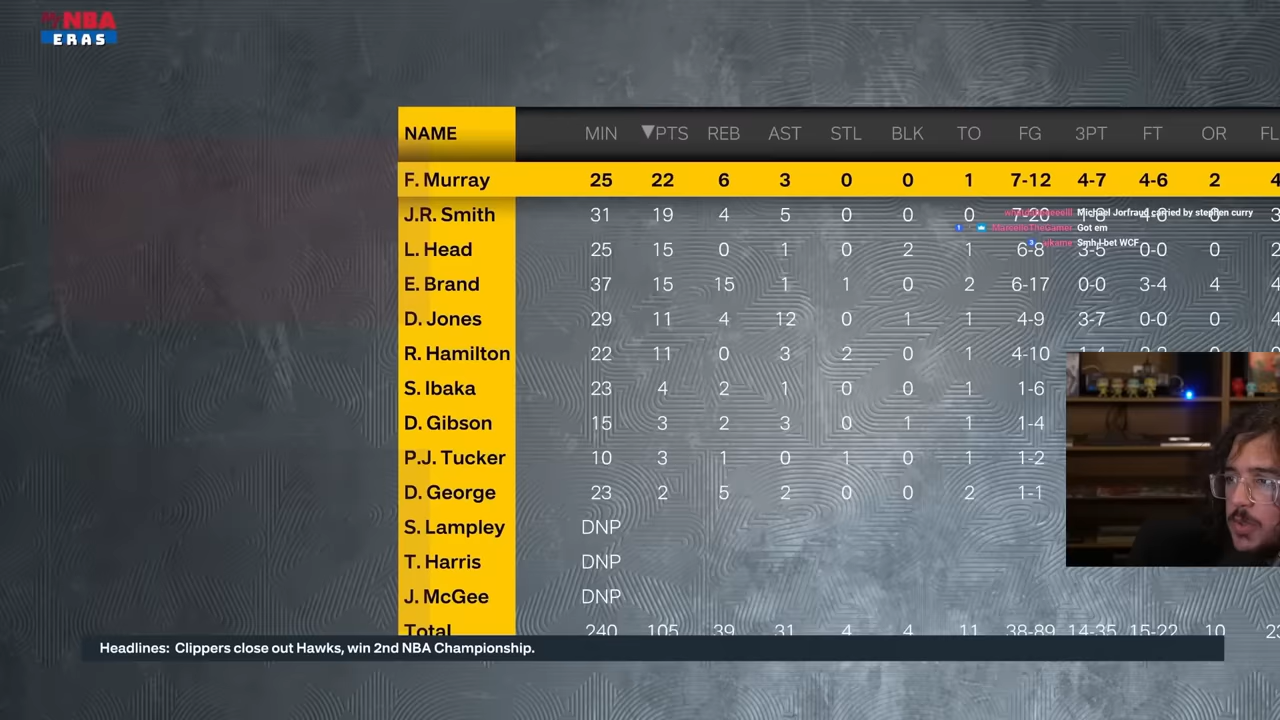 NBA
ERAS
NAME MIN ▼PTS REB AST STL BLK TO FG 3PT FT OR
F. Murray 25 22 6 3 0 0 1 7-12 4-7 4-6 2 4
J.R. Smith 31 19 4 5 0 0 0 7-20 0
Michael Jorfraud carried by stephen curry
1 MarcelloTheGamer Got em
L. Head 25 15 0 1 0 2 1 6-8 3-5 0-0 0 2
3 Smh I bet WCF
E. Brand 37 15 15 1 1 0 2 6-17 0-0 3-4 4 4
D. Jones 29 11 4 12 0 1 1 4-9 3-7 0-0 0 4
R. Hamilton 22 11 0 3 2 0 1 4-10
S. Ibaka 23 4 2 1 0 0 1 1-6
D. Gibson 15 3 2 3 0 1 1 1-4
P.J. Tucker 10 3 1 0 1 0 1 1-2
D. George 23 2 5 2 0 0 2 1-1
S. Lampley DNP
T. Harris DNP
J. McGee DNP
Total 240 105 39 31 4 4 11 38-89 14-35 15-22 10
Headlines: Clippers close out Hawks, win 2nd NBA Championship.